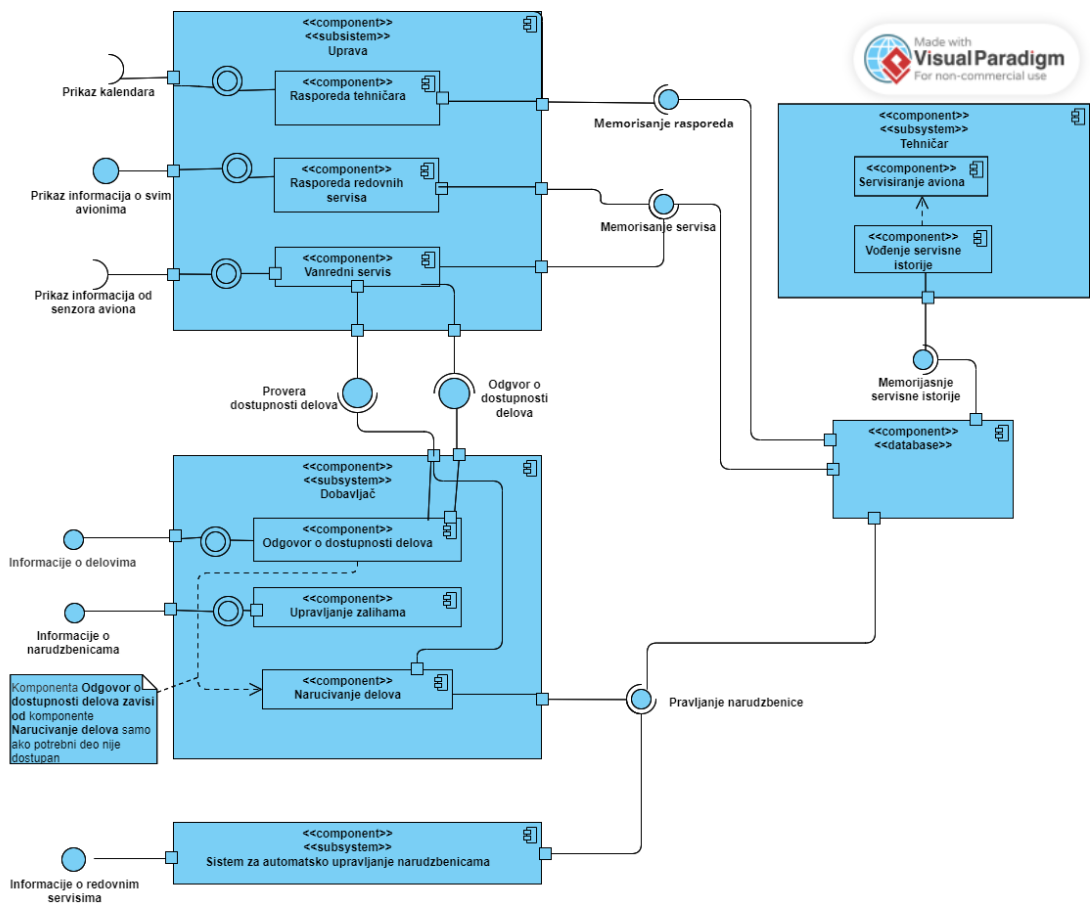 <<component>>
<<subsistem>>
Uprava
Made with
VisualParadigm
For non-commercial use
Prikaz kalendara
<<component>>
Rasporeda tehničara
Memorisanje rasporeda
<<component>>
<<subsystem>>
Tehničar
<<component>>
Servisiranje aviona
Prikaz informacija o svim
avionima
<<component>>
Rasporeda redovnih
servisa
Memorisanje servisa
<<component>>
Vođenje servisne
istorije
Prikaz informacija od
senzora aviona
<<component>>
Vanredni servis
Provera
dostupnosti delova
Odgvor o
dostupnosti
delova
Memorijasnje
servisne istorije
<<component>>
<<database>>
<<component>>
<<subsystem>>
Dobavljač
Informacije o delovima
<<component>>
Odgovor o dostupnosti delova
Informacije o
narudzbenicama
<<component>>
Upravljanje zalihama
Komponenta Odgovor o
dostupnosti delova zavisi
od komponente
Narucivanje delova samo
ako potrebni deo nije
dostupan
<<component>>
Narucivanje delova
Pravljanje narudzbenice
<<component>>
<<subsystem>>
Sistem za automatsko upravljanje narudzbenicama
Informacije o redovnim
servisima